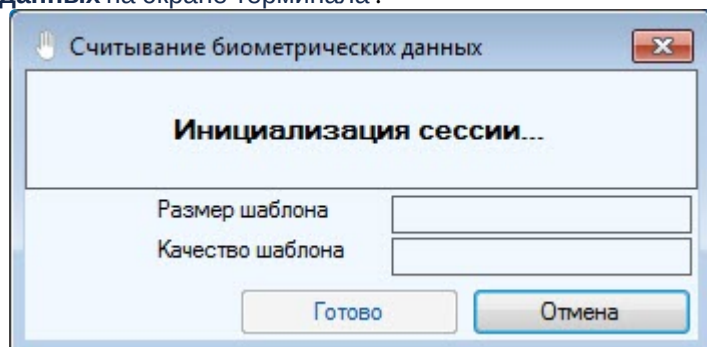 данных на экране терминала .
Считывание биометрических данных
Инициализация сессии...
Размер шаблона
Качество шаблона
Готово
Отмена